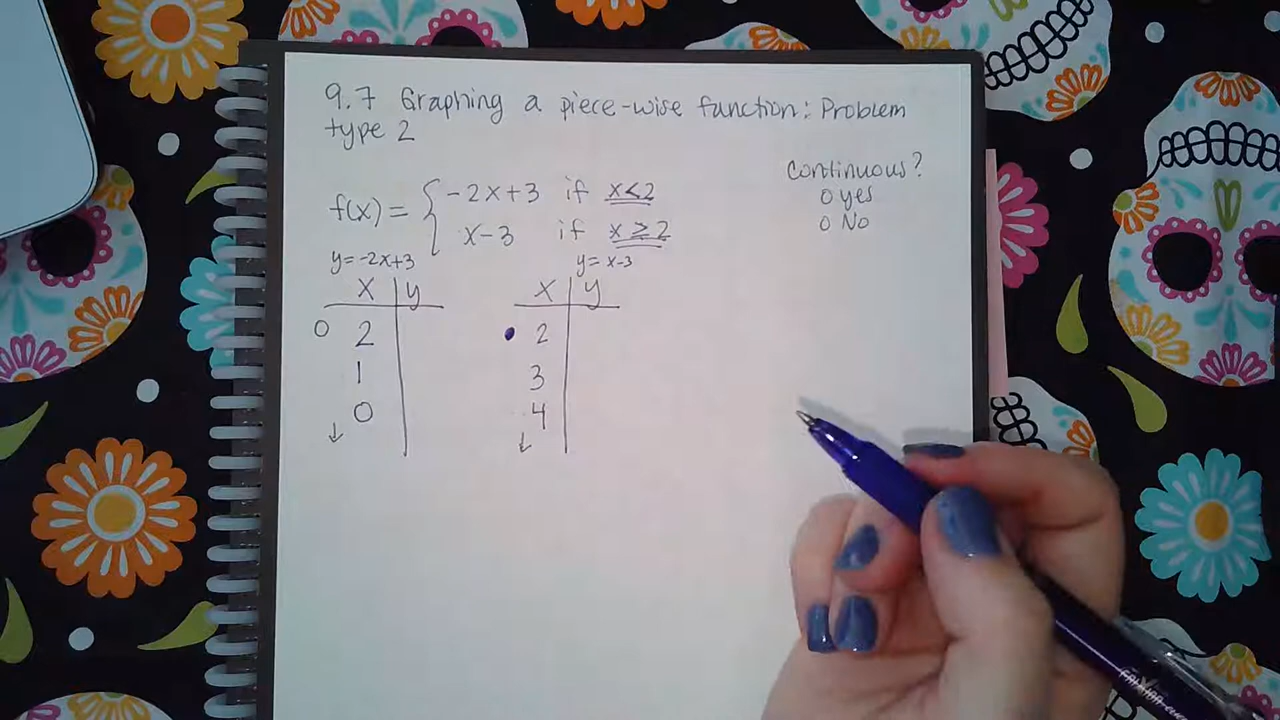 9.7 Graphing a piece-wise function: Problem
type 2
Continuous?
O yes
O No
f(x) = { -2x+3 if x<2
x-3 if x ≥ 2
y=-2x+3
y= x-3
x | y
O 2
1
0
↓
x | y
• 2
3
4
↓